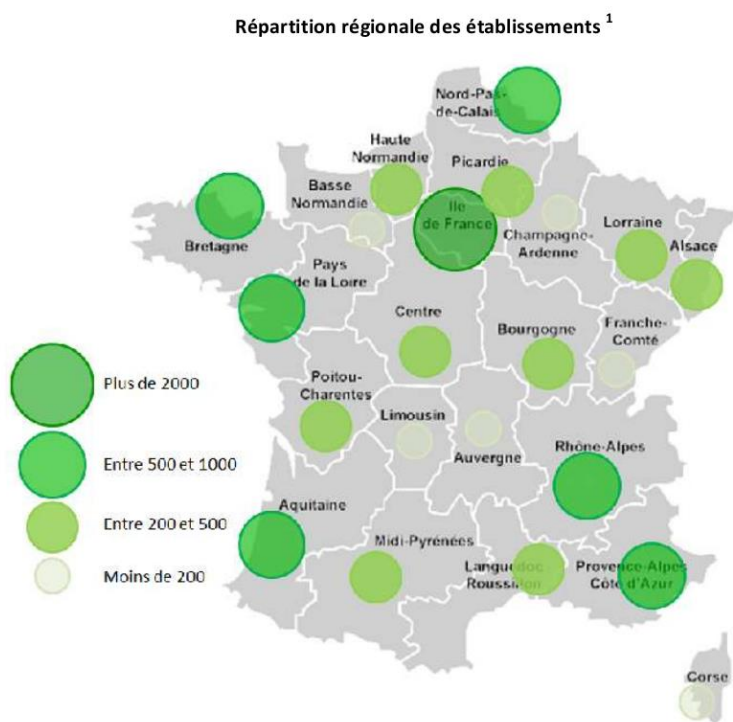 Répartition régionale des établissements 1
Nord-Pas-
de-Calais
Haute
Normandie
Picardie
Basse
Normandie
Ile
de France
Champagne-
Ardenne
Lorraine
Alsace
Bretagne
Pays
de la Loire
Centre
Bourgogne
Franche-
Comté
Plus de 2000
Poitou-
Charentes
Limousin
Auvergne
Rhône-Alpes
Entre 500 et 1000
Aquitaine
Entre 200 et 500
Midi-Pyrénées
Languedoc-
Roussillon
Provence-Alpes
Côte d'Azur
Moins de 200
Corse